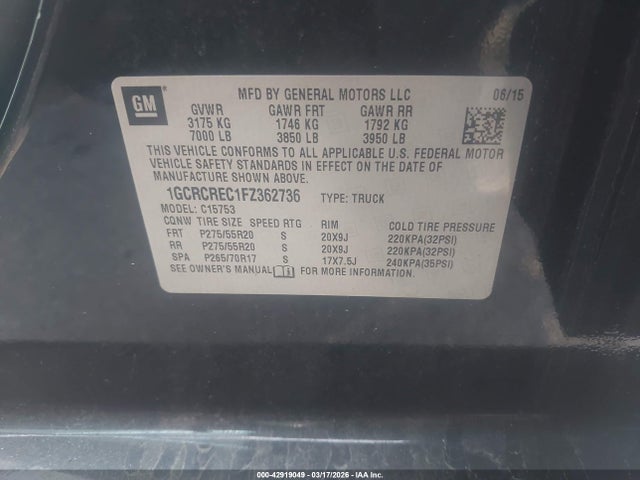 GM
MFD BY GENERAL MOTORS LLC 06/15
GVWR GAWR FRT GAWR RR
3175 KG 1746 KG 1792 KG
7000 LB 3850 LB 3950 LB
THIS VEHICLE CONFORMS TO ALL APPLICABLE U.S. FEDERAL MOTOR
VEHICLE SAFETY STANDARDS IN EFFECT ON THE DATE OF
MANUFACTURE SHOWN ABOVE.
1GCRCREC1FZ362736 TYPE: TRUCK
MODEL: C15753
CQNW TIRE SIZE SPEED RTG RIM COLD TIRE PRESSURE
FRT P275/55R20 S 20X9J 220KPA(32PSI)
RR P275/55R20 S 20X9J 220KPA(32PSI)
SPA P265/70R17 S 17X7.5J 240KPA(35PSI)
SEE OWNER'S MANUAL FOR MORE INFORMATION.
000-42919049 - 03/17/2026 - IAA Inc.